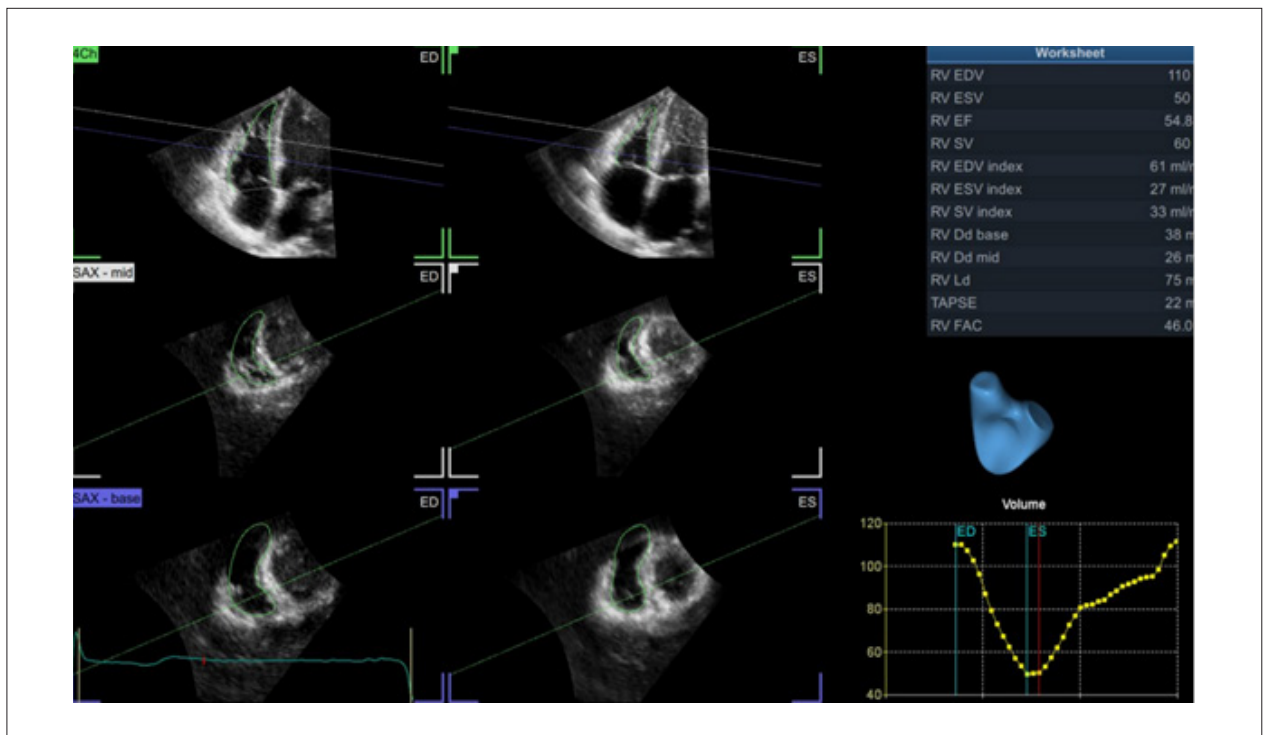 4Ch
ED
ES
SAX - mid
ED
ES
SAX - base
ED
ES
Worksheet
RV EDV 110
RV ESV 50
RV EF 54.8
RV SV 60
RV EDV index 61 ml/
RV ESV index 27 ml/
RV SV index 33 ml/
RV Dd base 38 m
RV Dd mid 26 m
RV Ld 75 m
TAPSE 22 m
RV FAC 46.0
Volume
ED
ES
120
100
80
60
40